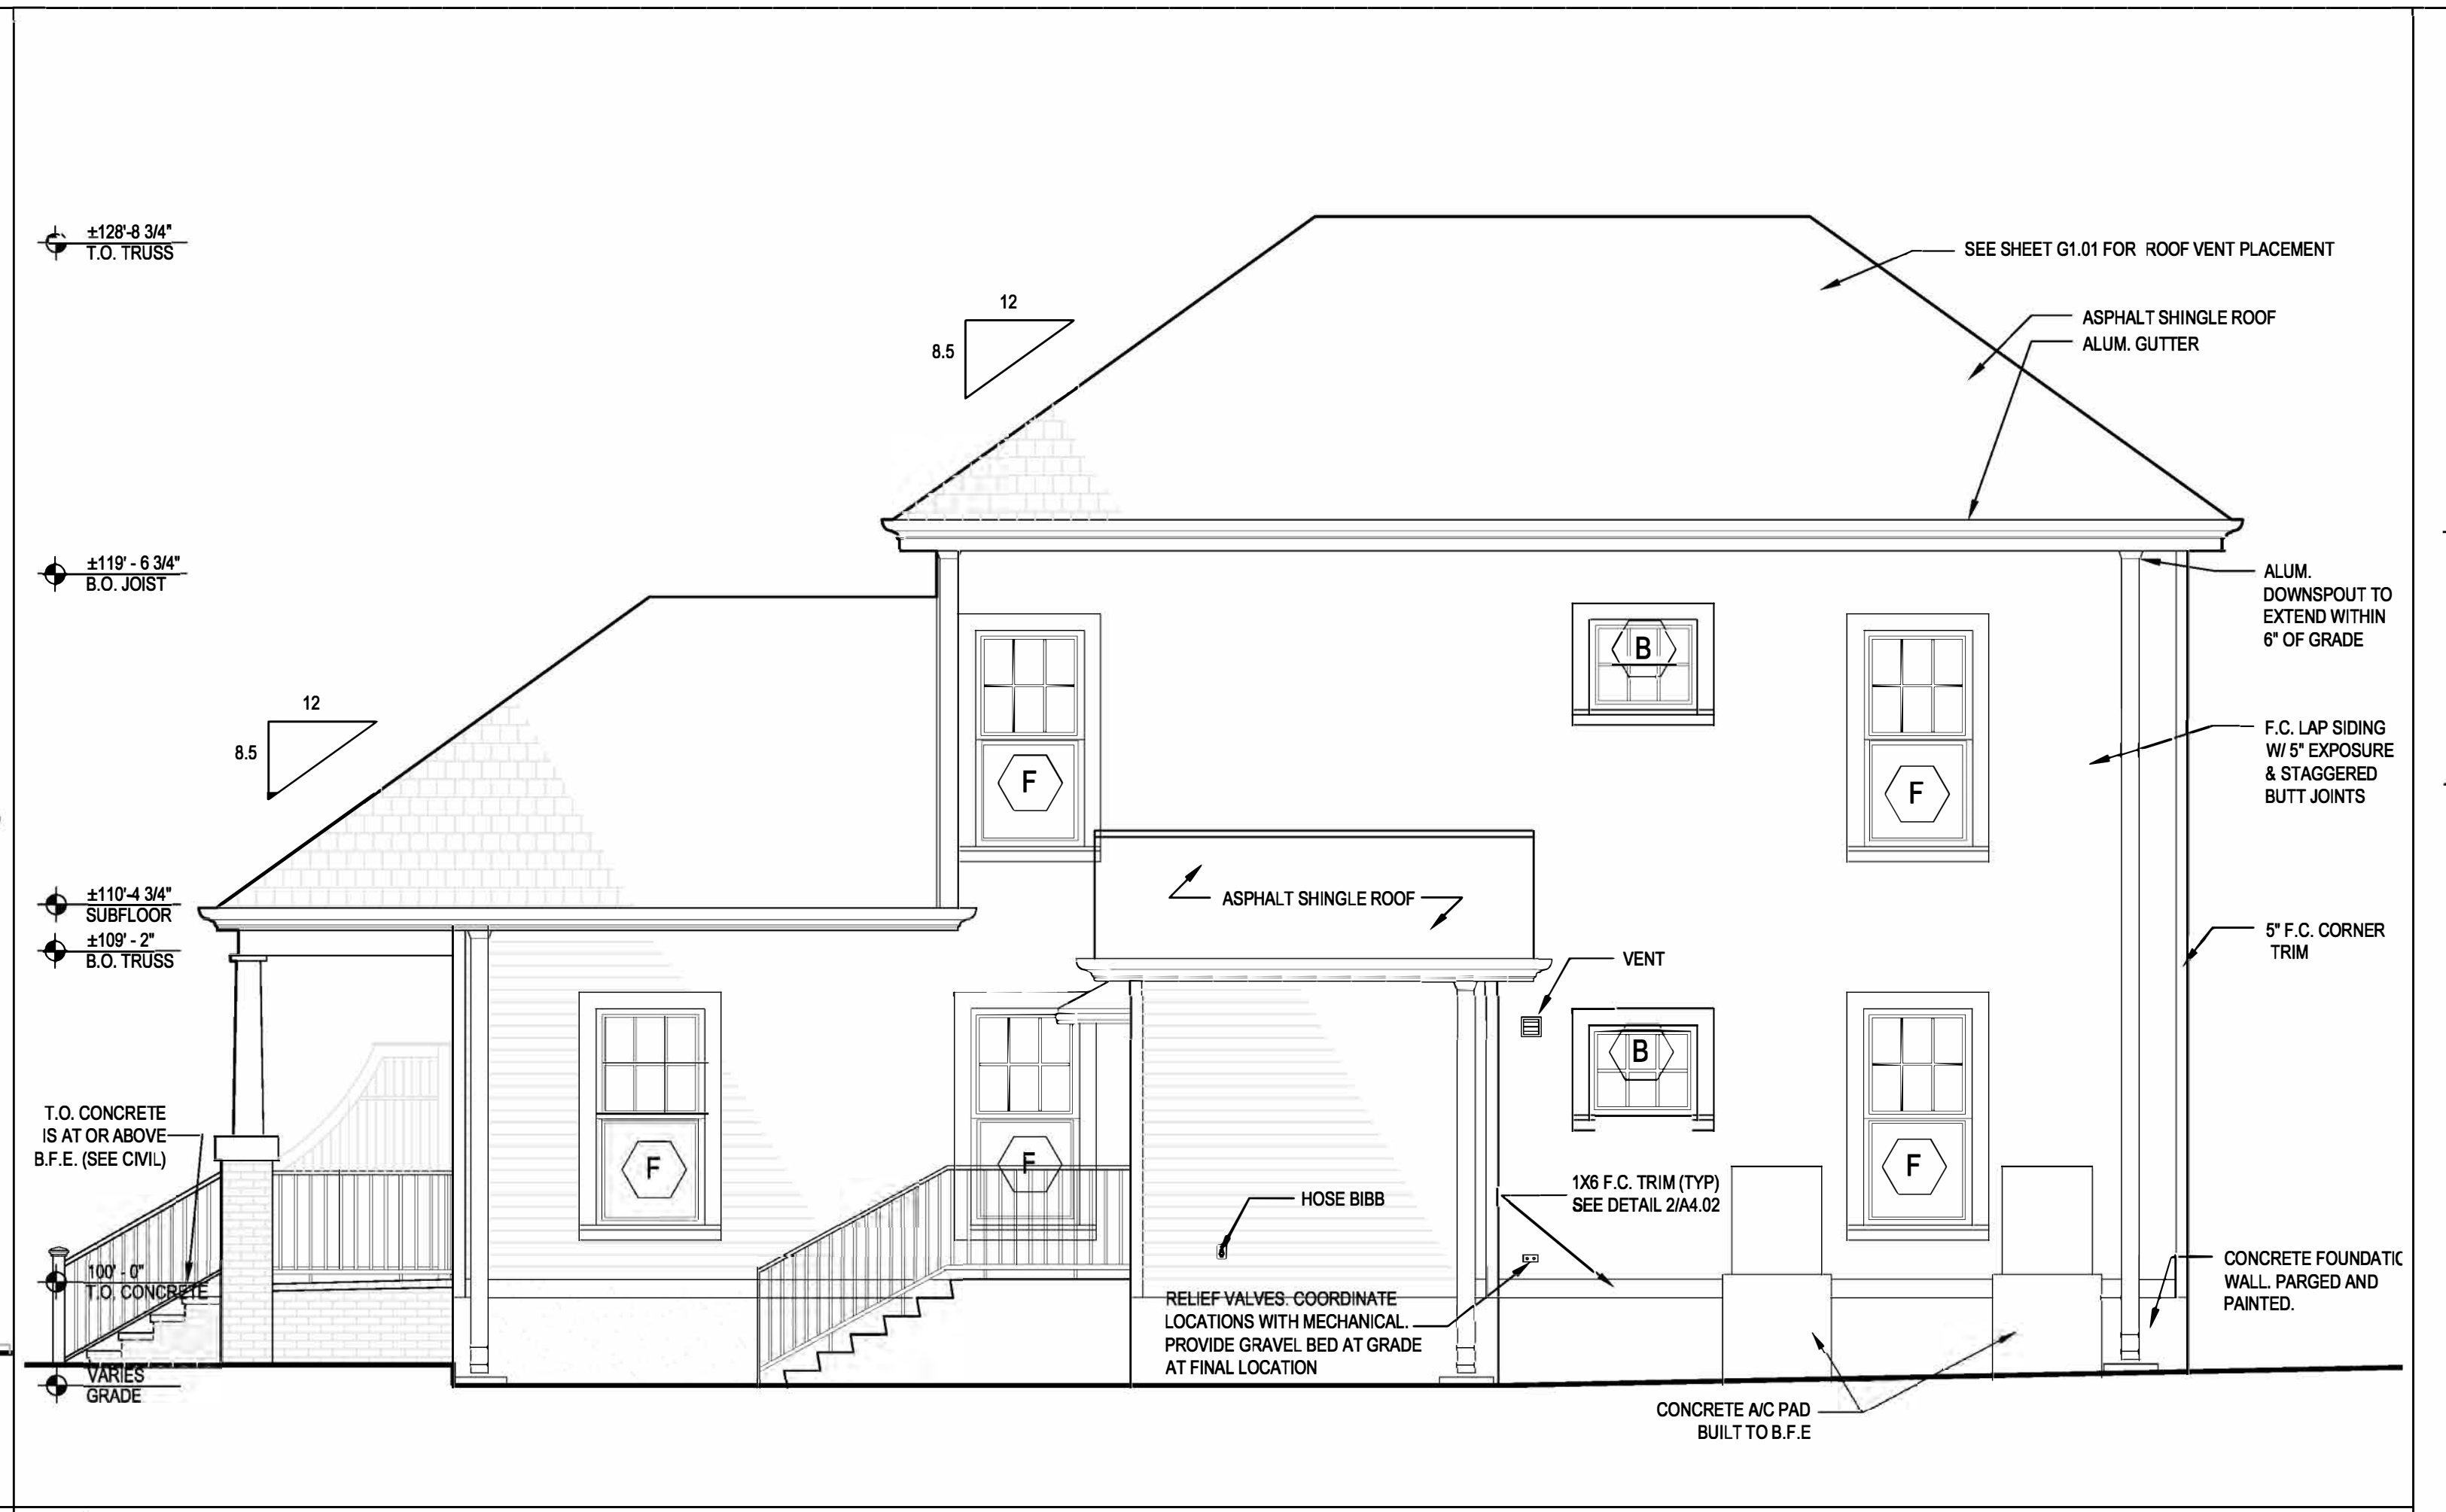 ±128'-8 3/4"
T.O. TRUSS
SEE SHEET G1.01 FOR ROOF VENT PLACEMENT
12
8.5
ASPHALT SHINGLE ROOF
ALUM. GUTTER
±119' - 6 3/4"
B.O. JOIST
ALUM.
DOWNSPOUT TO
EXTEND WITHIN
6" OF GRADE
B
12
8.5
F
F
F.C. LAP SIDING
W/ 5" EXPOSURE
& STAGGERED
BUTT JOINTS
±110'-4 3/4"
SUBFLOOR
±109' - 2"
B.O. TRUSS
ASPHALT SHINGLE ROOF
5" F.C. CORNER
TRIM
VENT
B
T.O. CONCRETE
IS AT OR ABOVE
B.F.E. (SEE CIVIL)
F
F
F
HOSE BIBB
1X6 F.C. TRIM (TYP)
SEE DETAIL 2/A4.02
100' - 0"
T.O. CONCRETE
RELIEF VALVES. COORDINATE
LOCATIONS WITH MECHANICAL.
PROVIDE GRAVEL BED AT GRADE
AT FINAL LOCATION
CONCRETE FOUNDATIO
WALL. PARGED AND
PAINTED.
VARIES
GRADE
CONCRETE A/C PAD
BUILT TO B.F.E